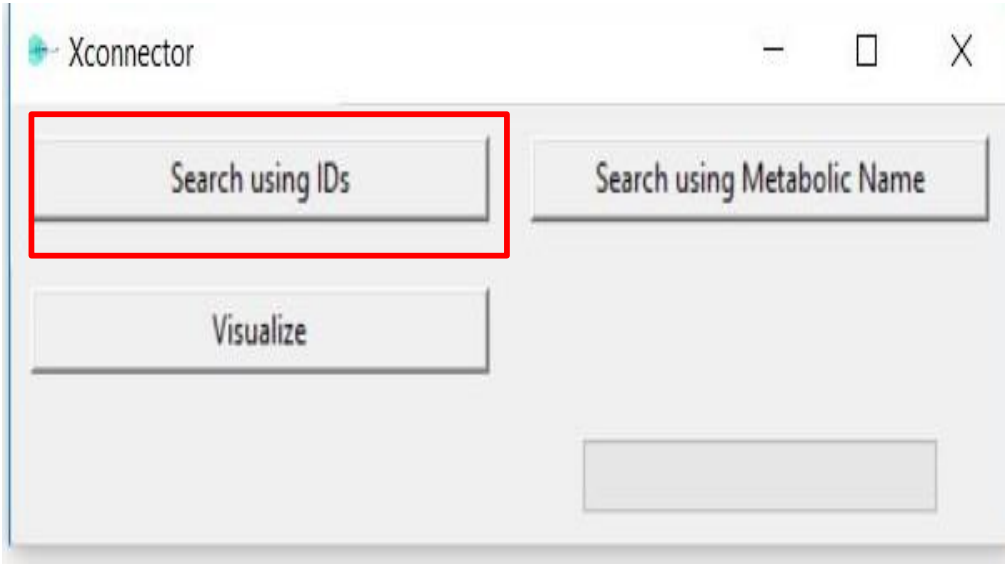 Xconnector
Search using IDs
Search using Metabolic Name
Visualize